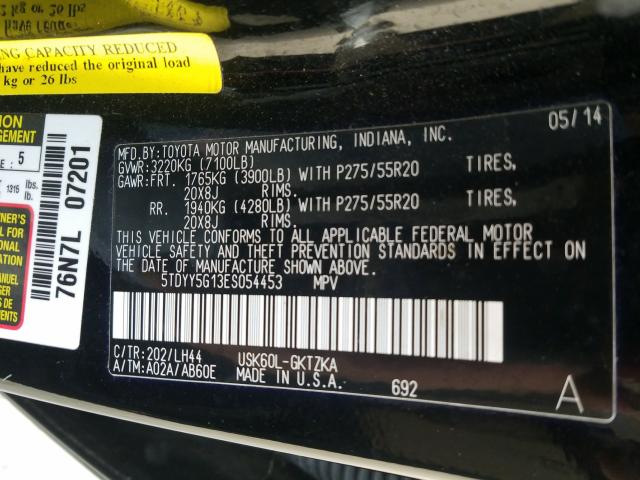 NG CAPACITY REDUCED
have reduced the original load
kg or 26 lbs
5
1315 lbs.
76N7L 07201
05/14
MFD.BY:TOYOTA MOTOR MANUFACTURING, INDIANA, INC.
GVWR:3220KG (7100LB)
GAWR:FRT. 1765KG (3900LB) WITH P275/55R20 TIRES.
20X8J RIMS.
RR. 1940KG (4280LB) WITH P275/55R20 TIRES.
20X8J RIMS.
THIS VEHICLE CONFORMS TO ALL APPLICABLE FEDERAL MOTOR
VEHICLE SAFETY AND THEFT PREVENTION STANDARDS IN EFFECT ON
THE DATE OF MANUFACTURE SHOWN ABOVE.
5TDYY5G13ES054453 MPV
C/TR:202/LH44 USK60L-GKTZKA
A/TM:A02A/AB60E MADE IN U.S.A.
692
A